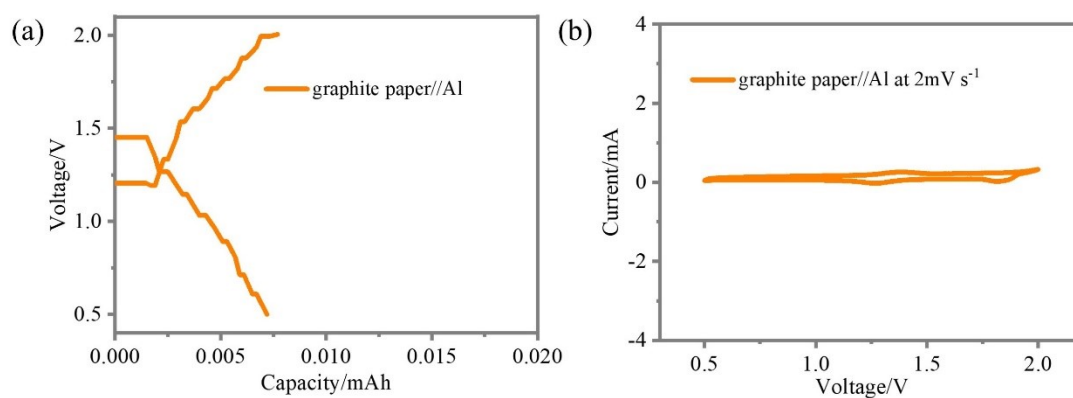 (a)
2.0
1.5
1.0
0.5
Voltage/V
graphite paper//Al
0.000 0.005 0.010 0.015 0.020
Capacity/mAh
(b)
4
2
0
-2
-4
Current/mA
graphite paper//Al at 2mV s⁻¹
0.5 1.0 1.5 2.0
Voltage/V